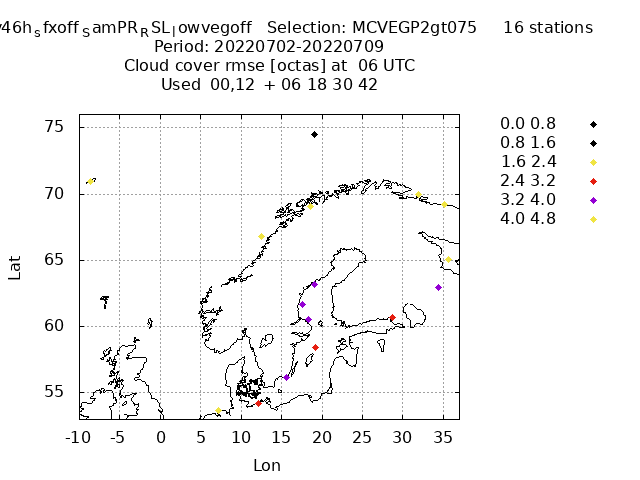 v46h_sfxoff_samPR_RSL_lowvegoff Selection: MCVEGP2gt075 16 stations
Period: 20220702-20220709
Cloud cover rmse [octas] at 06 UTC
Used 00,12 + 06 18 30 42
0.0 0.8
0.8 1.6
1.6 2.4
2.4 3.2
3.2 4.0
4.0 4.8
75
70
65
60
55
Lat
-10 -5 0 5 10 15 20 25 30 35
Lon